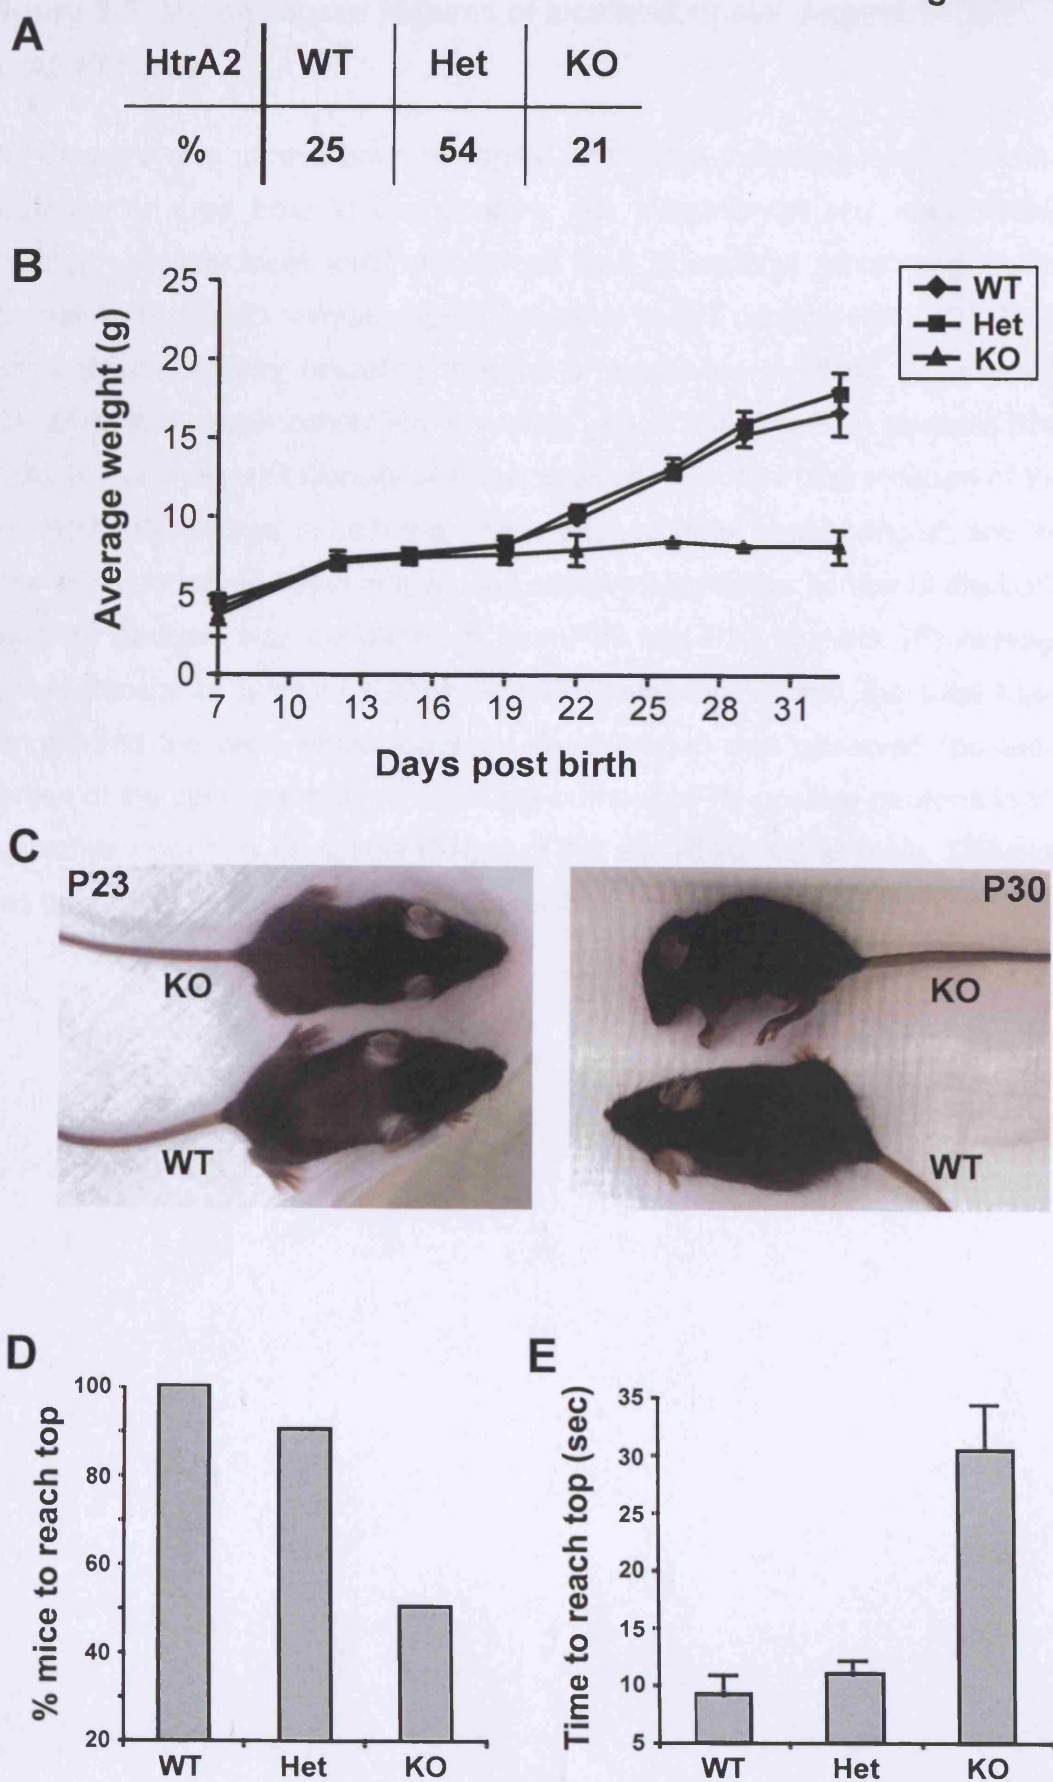 A
HtrA2 WT Het KO
% 25 54 21
B
Average weight (g)
25
20
15
10
5
0
7 10 13 16 19 22 25 28 31
Days post birth
WT
Het
KO
C
P23
KO
WT
P30
KO
WT
D
% mice to reach top
100
80
60
40
20
WT Het KO
E
Time to reach top (sec)
35
30
25
20
15
10
5
WT Het KO